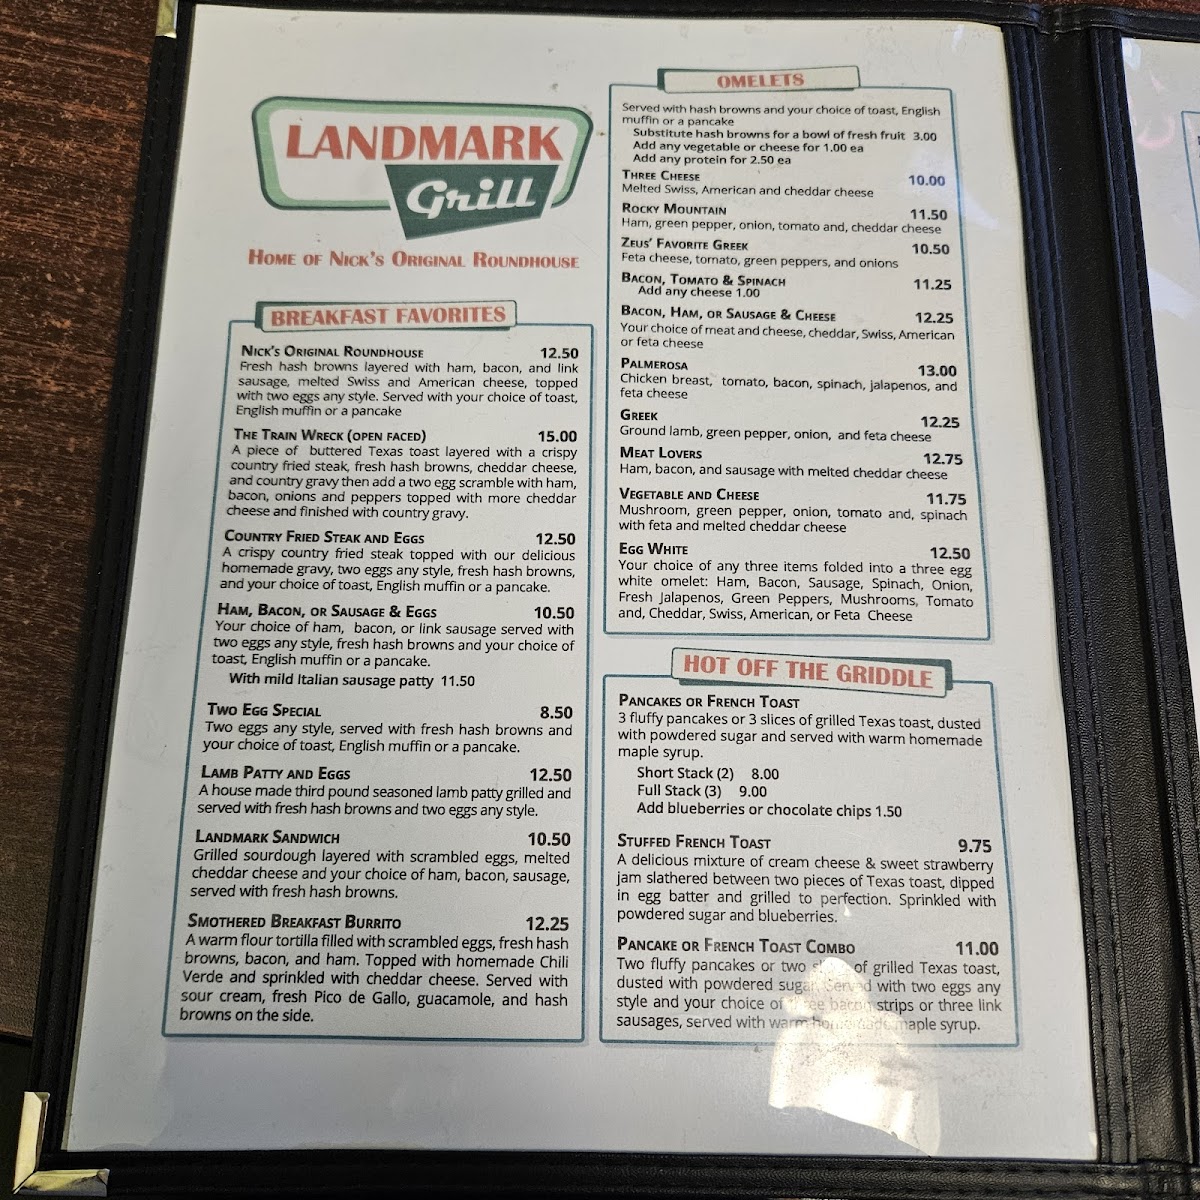 LANDMARK
Grill
Home of Nick's Original Roundhouse
BREAKFAST FAVORITES
Nick's Original Roundhouse 12.50
Fresh hash browns layered with ham, bacon, and link
sausage, melted Swiss and American cheese, topped
with two eggs any style. Served with your choice of toast,
English muffin or a pancake
The Train Wreck (open faced) 15.00
A piece of buttered Texas toast layered with a crispy
country fried steak, fresh hash browns, cheddar cheese,
and country gravy then add a two egg scramble with ham,
bacon, onions and peppers topped with more cheddar
cheese and finished with country gravy.
Country Fried Steak and Eggs 12.50
A crispy country fried steak topped with our delicious
homemade gravy, two eggs any style, fresh hash browns,
and your choice of toast, English muffin or a pancake.
Ham, Bacon, or Sausage & Eggs 10.50
Your choice of ham, bacon, or link sausage served with
two eggs any style, fresh hash browns and your choice of
toast, English muffin or a pancake.
With mild Italian sausage patty 11.50
Two Egg Special 8.50
Two eggs any style, served with fresh hash browns and
your choice of toast, English muffin or a pancake.
Lamb Patty and Eggs 12.50
A house made third pound seasoned lamb patty grilled and
served with fresh hash browns and two eggs any style.
Landmark Sandwich 10.50
Grilled sourdough layered with scrambled eggs, melted
cheddar cheese and your choice of ham, bacon, sausage,
served with fresh hash browns.
Smothered Breakfast Burrito 12.25
A warm flour tortilla filled with scrambled eggs, fresh hash
browns, bacon, and ham. Topped with homemade Chili
Verde and sprinkled with cheddar cheese. Served with
sour cream, fresh Pico de Gallo, guacamole, and hash
browns on the side.
OMELETS
Served with hash browns and your choice of toast, English
muffin or a pancake
Substitute hash browns for a bowl of fresh fruit 3.00
Add any vegetable or cheese for 1.00 ea
Add any protein for 2.50 ea
Three Cheese 10.00
Melted Swiss, American and cheddar cheese
Rocky Mountain 11.50
Ham, green pepper, onion, tomato and, cheddar cheese
Zeus' Favorite Greek 10.50
Feta cheese, tomato, green peppers, and onions
Bacon, Tomato & Spinach 11.25
Add any cheese 1.00
Bacon, Ham, or Sausage & Cheese 12.25
Your choice of meat and cheese, cheddar, Swiss, American
or feta cheese
Palmerosa 13.00
Chicken breast, tomato, bacon, spinach, jalapenos, and
feta cheese
Greek 12.25
Ground lamb, green pepper, onion, and feta cheese
Meat Lovers 12.75
Ham, bacon, and sausage with melted cheddar cheese
Vegetable and Cheese 11.75
Mushroom, green pepper, onion, tomato and, spinach
with feta and melted cheddar cheese
Egg White 12.50
Your choice of any three items folded into a three egg
white omelet: Ham, Bacon, Sausage, Spinach, Onion,
Fresh Jalapenos, Green Peppers, Mushrooms, Tomato
and, Cheddar, Swiss, American, or Feta Cheese
HOT OFF THE GRIDDLE
Pancakes or French Toast
3 fluffy pancakes or 3 slices of grilled Texas toast, dusted
with powdered sugar and served with warm homemade
maple syrup.
Short Stack (2) 8.00
Full Stack (3) 9.00
Add blueberries or chocolate chips 1.50
Stuffed French Toast 9.75
A delicious mixture of cream cheese & sweet strawberry
jam slathered between two pieces of Texas toast, dipped
in egg batter and grilled to perfection. Sprinkled with
powdered sugar and blueberries.
Pancake or French Toast Combo 11.00
Two fluffy pancakes or two of grilled Texas toast,
dusted with powdered sugar. Served with two eggs any
style and your choice of three bacon strips or three link
sausages, served with warm homemade maple syrup.